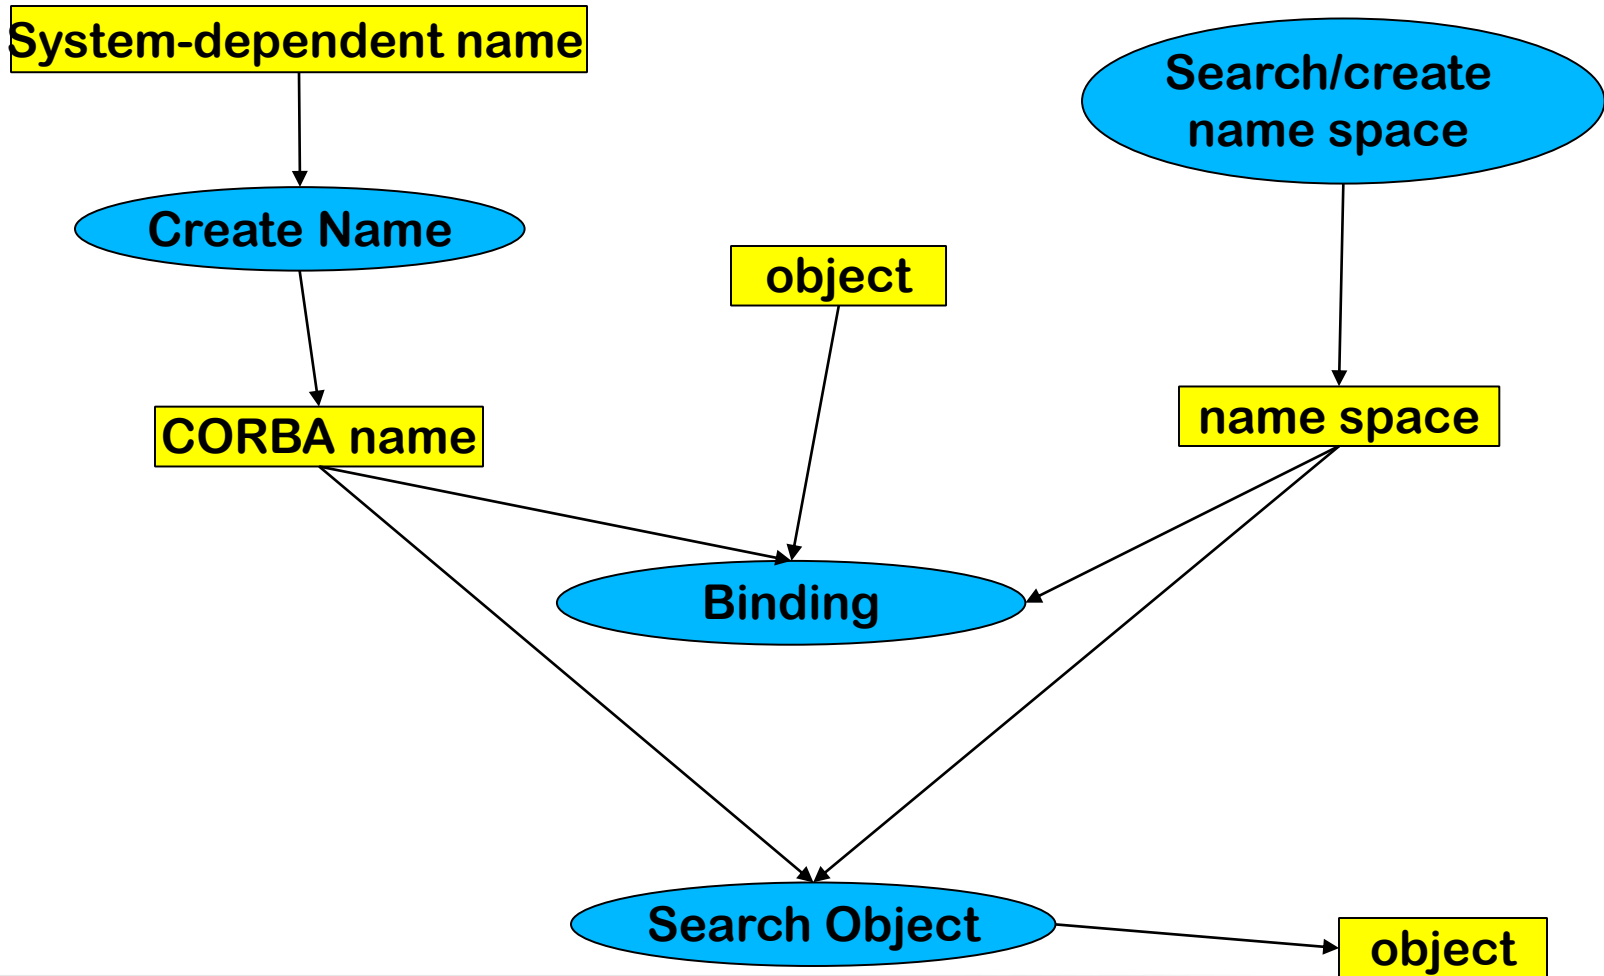 System-dependent name
Search/create
name space
Create Name
object
CORBA name
name space
Binding
Search Object
object